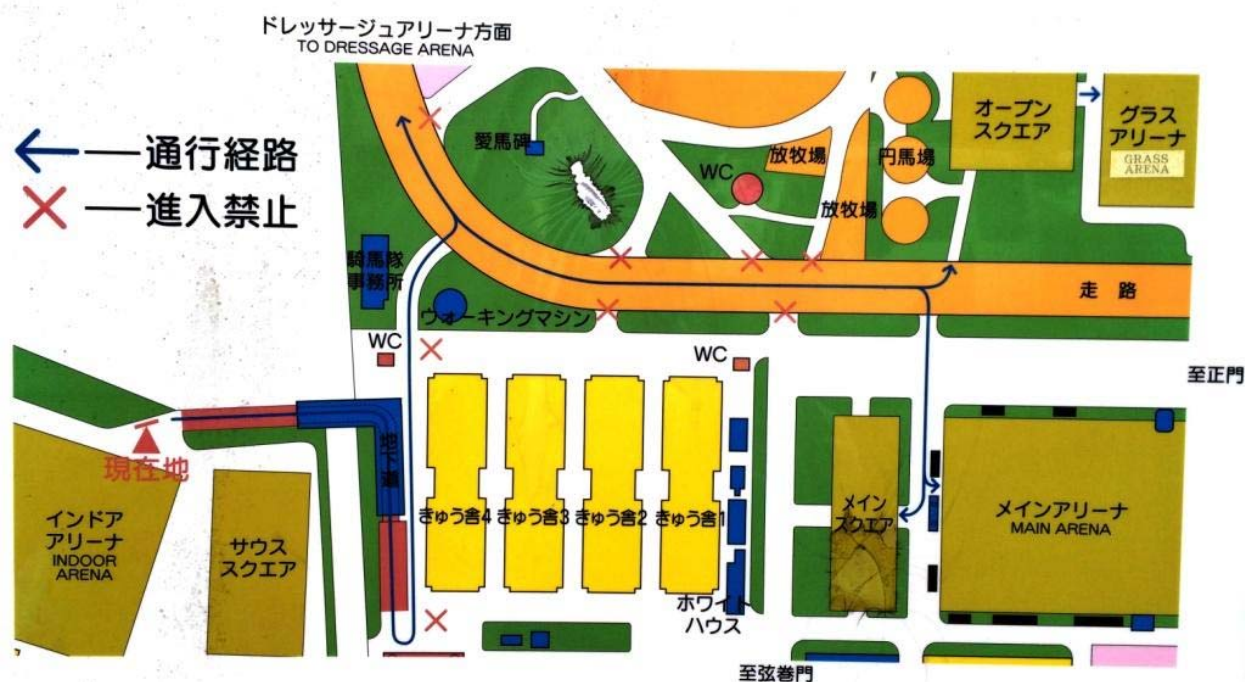 ドレッサージュアリーナ方面
TO DRESSAGE ARENA
通行経路
進入禁止
愛馬碑
WC
放牧場
放牧場
円馬場
オープン
スクエア
グラス
アリーナ
GRASS
ARENA
騎馬隊
事務所
ウォーキングマシン
走 路
WC
WC
至正門
現在地
インドア
アリーナ
INDOOR
ARENA
サウス
スクエア
きゅう舎4
きゅう舎3
きゅう舎2
きゅう舎1
メイン
スクエア
メインアリーナ
MAIN ARENA
ホワイト
ハウス
至弦巻門